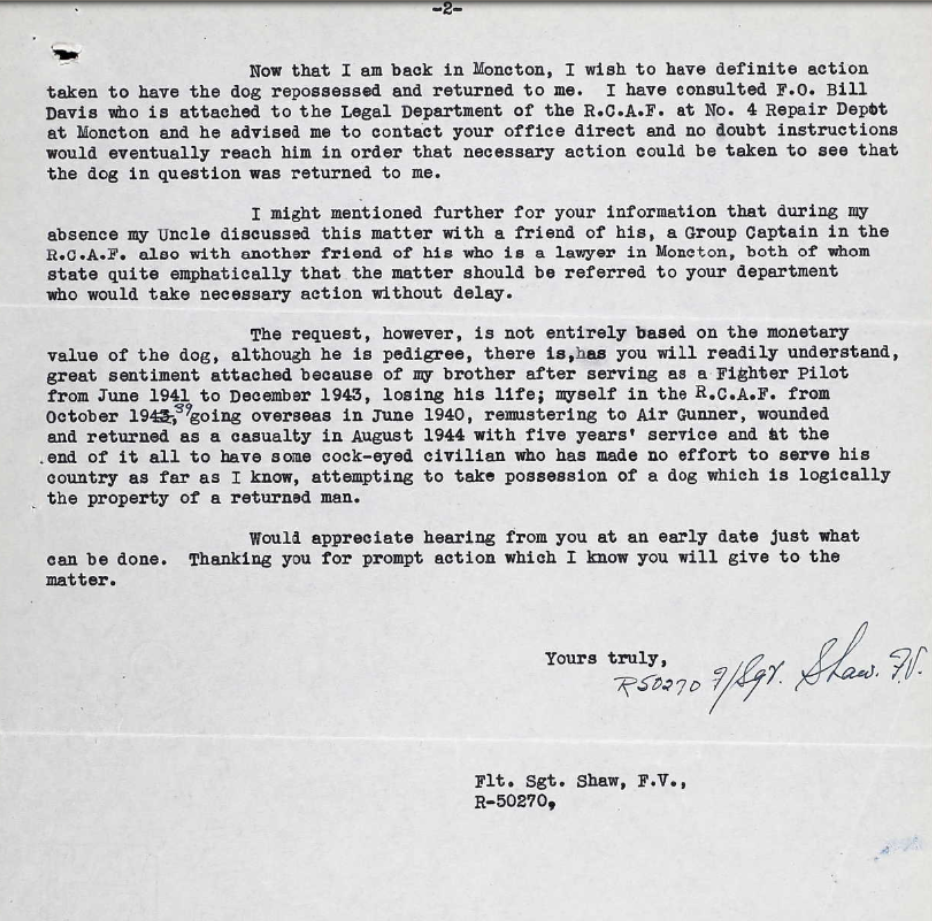 -2-
Now that I am back in Moncton, I wish to have definite action
taken to have the dog repossessed and returned to me. I have consulted F.O. Bill
Davis who is attached to the Legal Department of the R.C.A.F. at No. 4 Repair Depot
at Moncton and he advised me to contact your office direct and no doubt instructions
would eventually reach him in order that necessary action could be taken to see that
the dog in question was returned to me.
I might mentioned further for your information that during my
absence my Uncle discussed this matter with a friend of his, a Group Captain in the
R.C.A.F. also with another friend of his who is a lawyer in Moncton, both of whom
state quite emphatically that the matter should be referred to your department
who would take necessary action without delay.
The request, however, is not entirely based on the monetary
value of the dog, although he is pedigree, there is,has you will readily understand,
great sentiment attached because of my brother after serving as a Fighter Pilot
from June 1941 to December 1943, losing his life; myself in the R.C.A.F. from
October 1943, 39 going overseas in June 1940, remustering to Air Gunner, wounded
and returned as a casualty in August 1944 with five years' service and at the
end of it all to have some cock-eyed civilian who has made no effort to serve his
country as far as I know, attempting to take possession of a dog which is logically
the property of a returned man.
Would appreciate hearing from you at an early date just what
can be done. Thanking you for prompt action which I know you will give to the
matter.
Yours truly,
R50270 F/Sgt. Shaw. F.V.
Flt. Sgt. Shaw, F.V.,
R-50270,